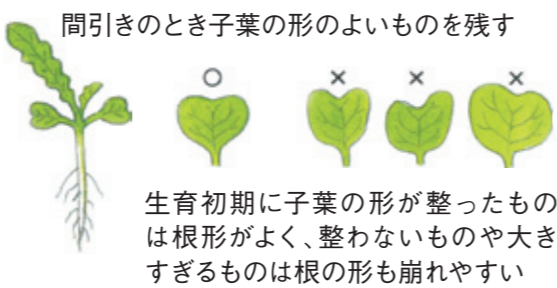 間引きのとき子葉の形のよいものを残す
○ × × ×
生育初期に子葉の形が整ったもの
は根形がよく、整わないものや大き
すぎるものは根の形も崩れやすい